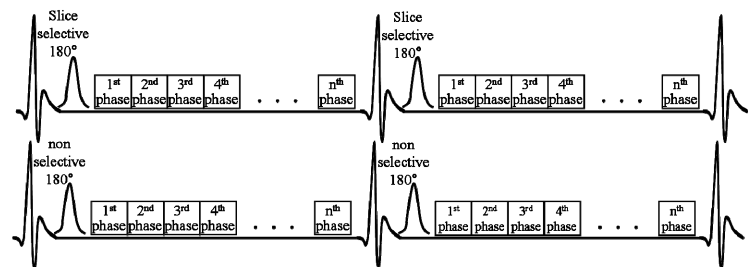 Slice
selective
180°
1st 2nd 3rd 4th nth
phase phase phase phase . . . . phase
Slice
selective
180°
1st 2nd 3rd 4th nth
phase phase phase phase . . . . phase
non
selective
180°
1st 2nd 3rd 4th nth
phase phase phase phase . . . . phase
non
selective
180°
1st 2nd 3rd 4th nth
phase phase phase phase . . . . phase